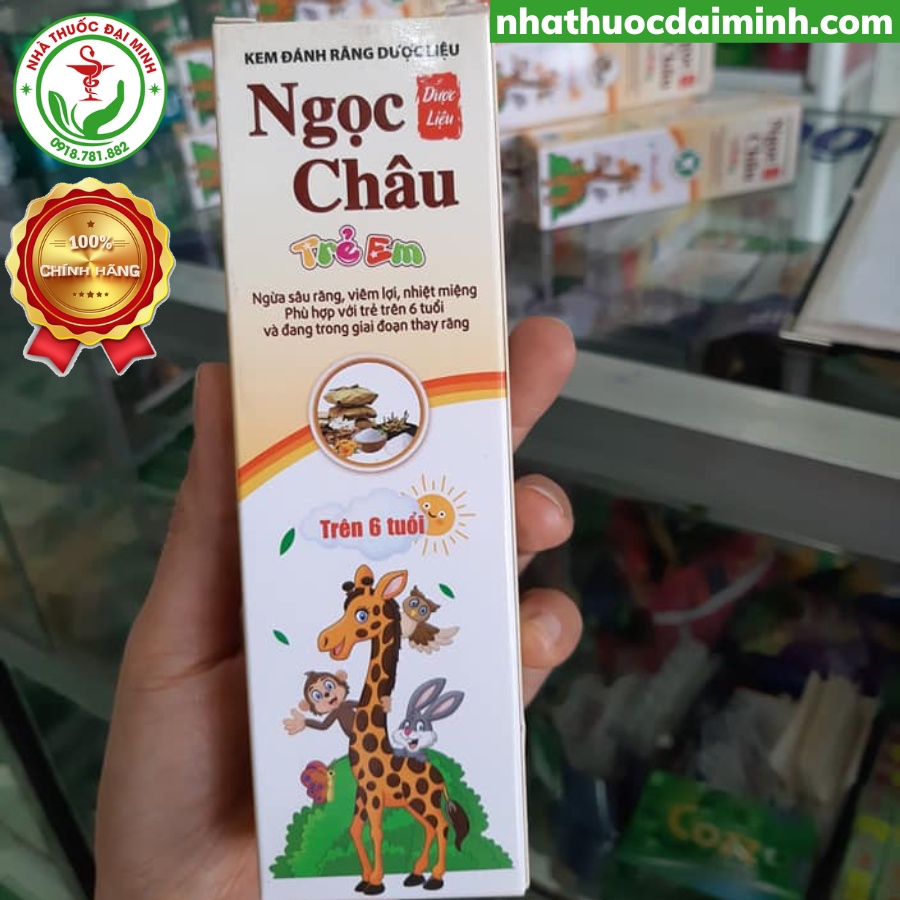 nhathuocdaiminh.com
NHÀ THUỐC ĐẠI MINH
0918.781.882
100%
CHÍNH HÃNG
KEM ĐÁNH RĂNG DƯỢC LIỆU
Ngọc
Châu
Dược
Liệu
Trẻ Em
Ngừa sâu răng, viêm lợi, nhiệt miệng
Phù hợp với trẻ trên 6 tuổi
và đang trong giai đoạn thay răng
Trên 6 tuổi
Ngọc
Châu